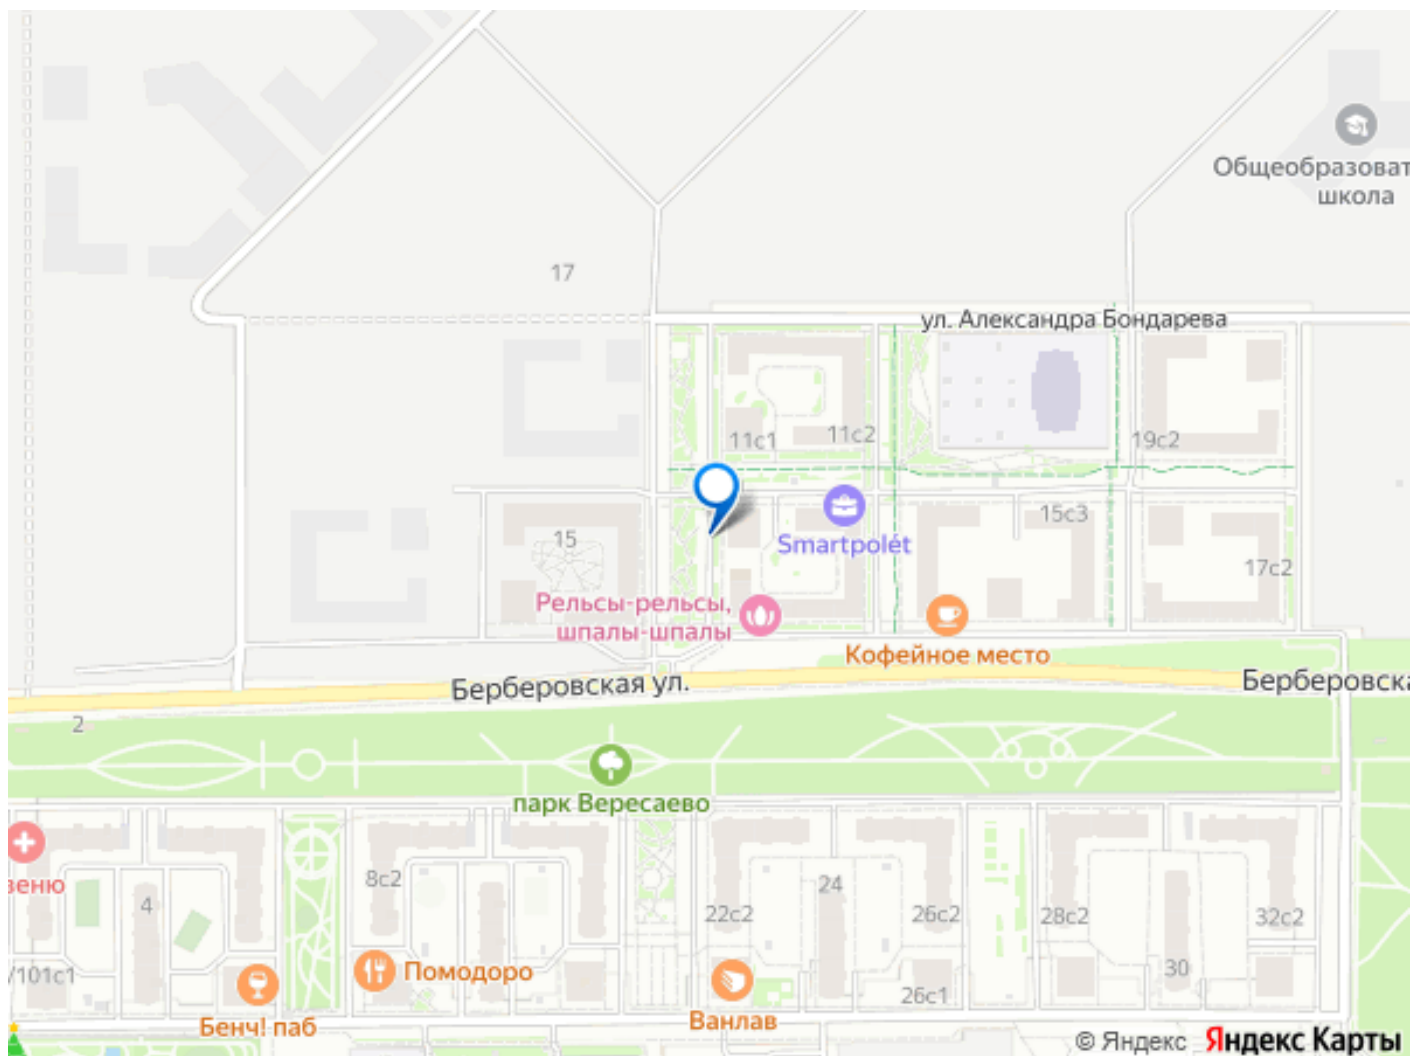 Общеобразоват
школа
17
ул. Александра Бондарева
11с1
11с2
19с2
15
Smartpolét
15с3
17с2
Рельсы-рельсы,
шпалы-шпалы
Кофейное место
Берберовская ул.
Берберовска
2
парк Вересаево
веню
4
8с2
22с2
24
26с2
28с2
32с2
/101с1
Помодоро
30
26с1
Бенч! паб
Ванлав
© Яндекс Яндекс Карты